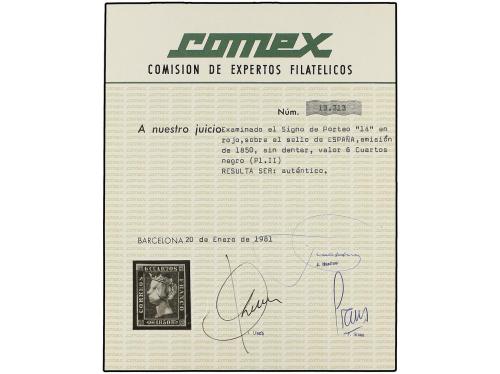 comex
COMISION DE EXPERTOS FILATELICOS
Núm. 13.313
A nuestro juicio Examinado el Signo de Porteo "14" en
rojo, sobre el sello de ESPAÑA, emisión
de 1850, sin dentar, valor 6 Cuartos
negro (Pl.II)
RESULTA SER: auténtico.
BARCELONA 20 de Enero de 1981
6 CUARTOS
CORREOS
FRANCO
1850